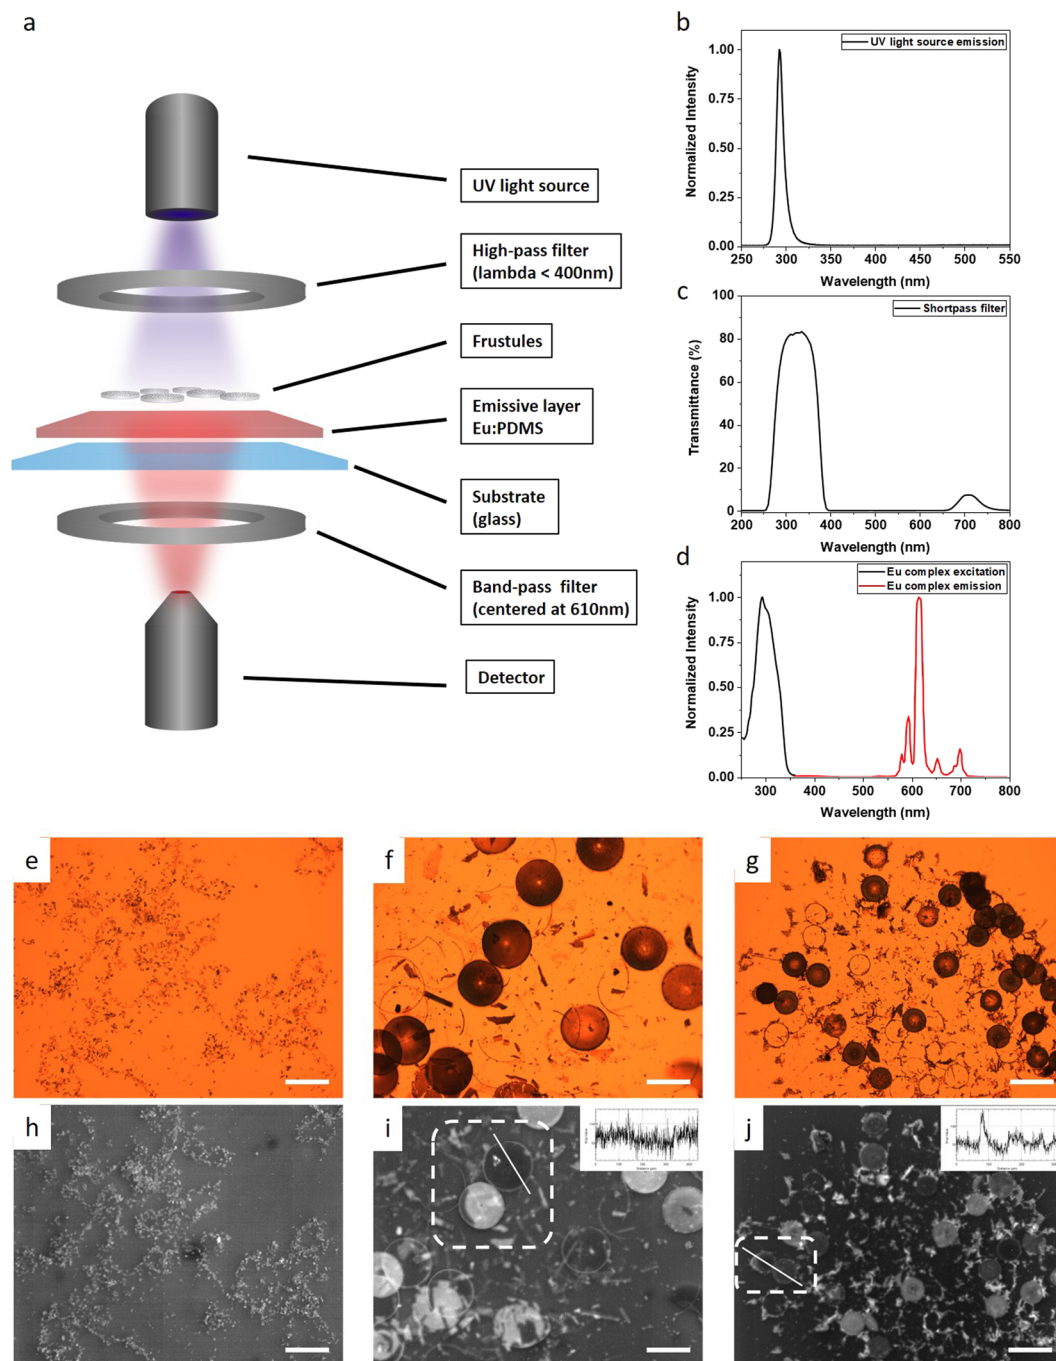 a
UV light source
High-pass filter
(lambda < 400nm)
Frustules
Emissive layer
Eu:PDMS
Substrate
(glass)
Band-pass filter
(centered at 610nm)
Detector
b
UV light source emission
Normalized Intensity
1.00
0.75
0.50
0.25
0.00
250 300 350 400 450 500 550
Wavelength (nm)
c
Shortpass filter
Transmittance (%)
100
80
60
40
20
0
200 300 400 500 600 700 800
Wavelength (nm)
d
Eu complex excitation
Eu complex emission
Normalized Intensity
1.00
0.75
0.50
0.25
0.00
300 400 500 600 700 800
Wavelength (nm)
e
f
g
h
i
j